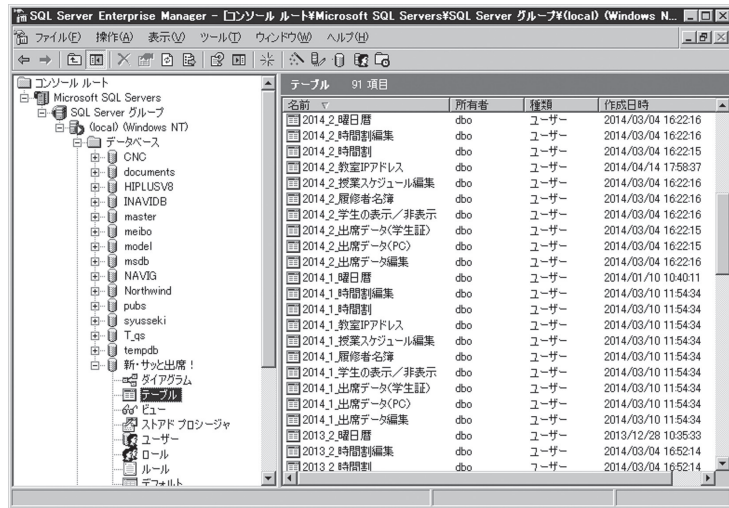 SQL Server Enterprise Manager - [コンソール ルート¥Microsoft SQL Servers¥SQL Server グループ¥(local) (Windows N...
ファイル(F) 操作(A) 表示(V) ツール(T) ウィンドウ(W) ヘルプ(H)
コンソール ルート
Microsoft SQL Servers
SQL Server グループ
(local) (Windows NT)
データベース
CNC
documents
HIPLUSV8
INAVIDB
master
meibo
model
msdb
NAVIG
Northwind
pubs
syusseki
T_qs
tempdb
新・サッと出席!
ダイアグラム
テーブル
ビュー
ストアド プロシージャ
ユーザー
ロール
ルール
デフォルト
テーブル 91 項目
名前 所有者 種類 作成日時
2014_2_曜日暦 dbo ユーザー 2014/03/04 16:22:16
2014_2_時間割編集 dbo ユーザー 2014/03/04 16:22:16
2014_2_時間割 dbo ユーザー 2014/03/04 16:22:15
2014_2_教室IPアドレス dbo ユーザー 2014/04/14 17:58:37
2014_2_授業スケジュール編集 dbo ユーザー 2014/03/04 16:22:16
2014_2_履修者名簿 dbo ユーザー 2014/03/04 16:22:16
2014_2_学生の表示/非表示 dbo ユーザー 2014/03/04 16:22:16
2014_2_出席データ(学生証) dbo ユーザー 2014/03/04 16:22:15
2014_2_出席データ(PC) dbo ユーザー 2014/03/04 16:22:15
2014_2_出席データ編集 dbo ユーザー 2014/03/04 16:22:16
2014_1_曜日暦 dbo ユーザー 2014/01/10 10:40:11
2014_1_時間割編集 dbo ユーザー 2014/03/10 11:54:34
2014_1_時間割 dbo ユーザー 2014/03/10 11:54:34
2014_1_教室IPアドレス dbo ユーザー 2014/03/10 11:54:34
2014_1_授業スケジュール編集 dbo ユーザー 2014/03/10 11:54:34
2014_1_履修者名簿 dbo ユーザー 2014/03/10 11:54:34
2014_1_学生の表示/非表示 dbo ユーザー 2014/03/10 11:54:34
2014_1_出席データ(学生証) dbo ユーザー 2014/03/10 11:54:34
2014_1_出席データ(PC) dbo ユーザー 2014/03/10 11:54:34
2014_1_出席データ編集 dbo ユーザー 2014/03/10 11:54:34
2013_2_曜日暦 dbo ユーザー 2013/12/28 10:35:33
2013_2_時間割編集 dbo ユーザー 2014/03/04 16:52:14
2013_2_時間割 dbo ユーザー 2014/03/04 16:52:14